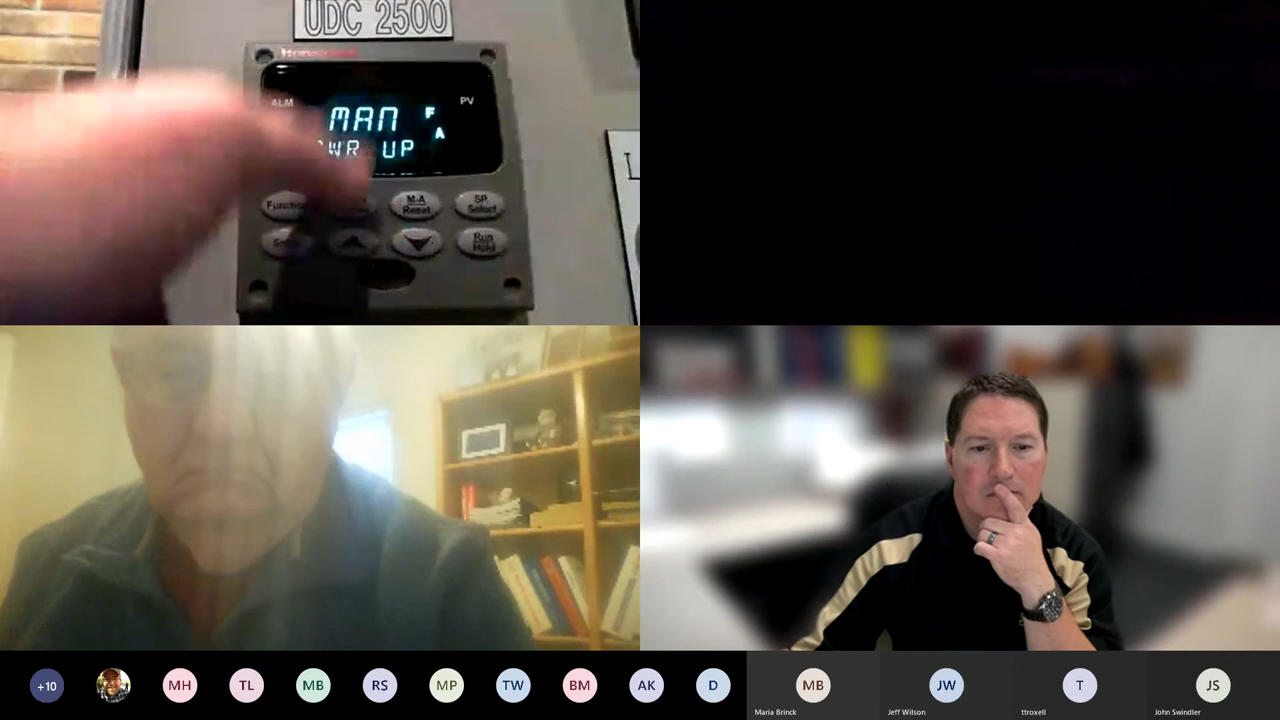 UDC 2500
Honeywell
ALM
PV
MAN
F
A
WR UP
Function
M-A
Reset
SP
Select
Run
Hold
L
+10
MH
TL
MB
RS
MP
TW
BM
AK
D
MB
JW
T
JS
Maria Brinck
Jeff Wilson
ttroxell
John Swindler